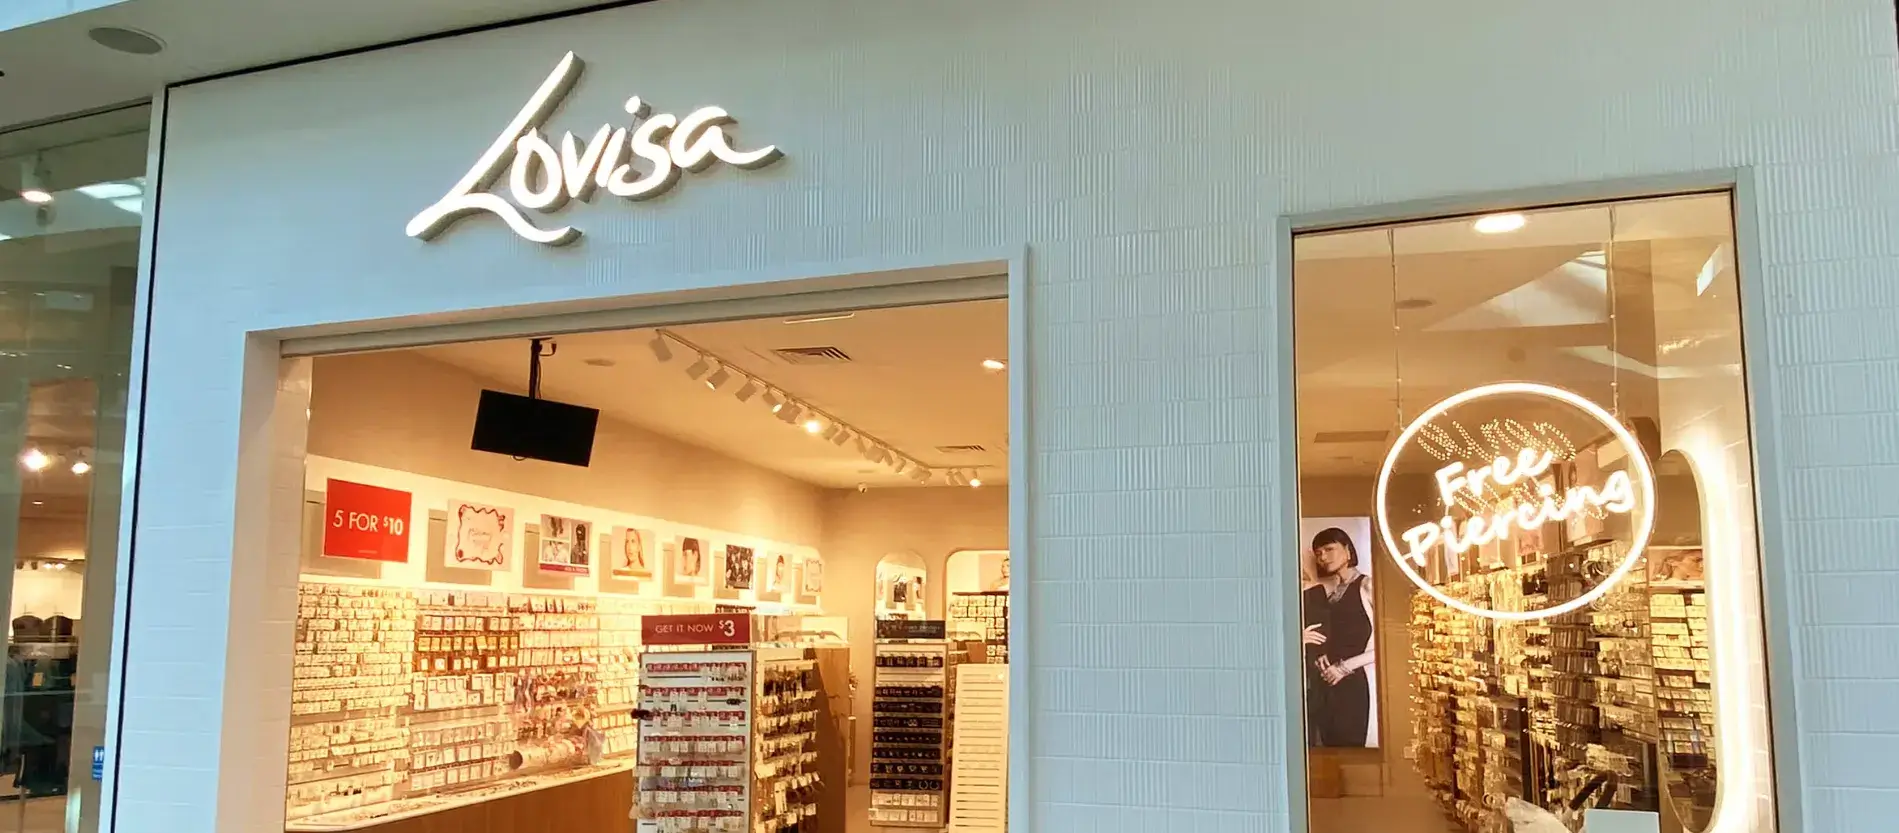 Lovisa
5 FOR $10
GET IT NOW $3
Free
Piercing